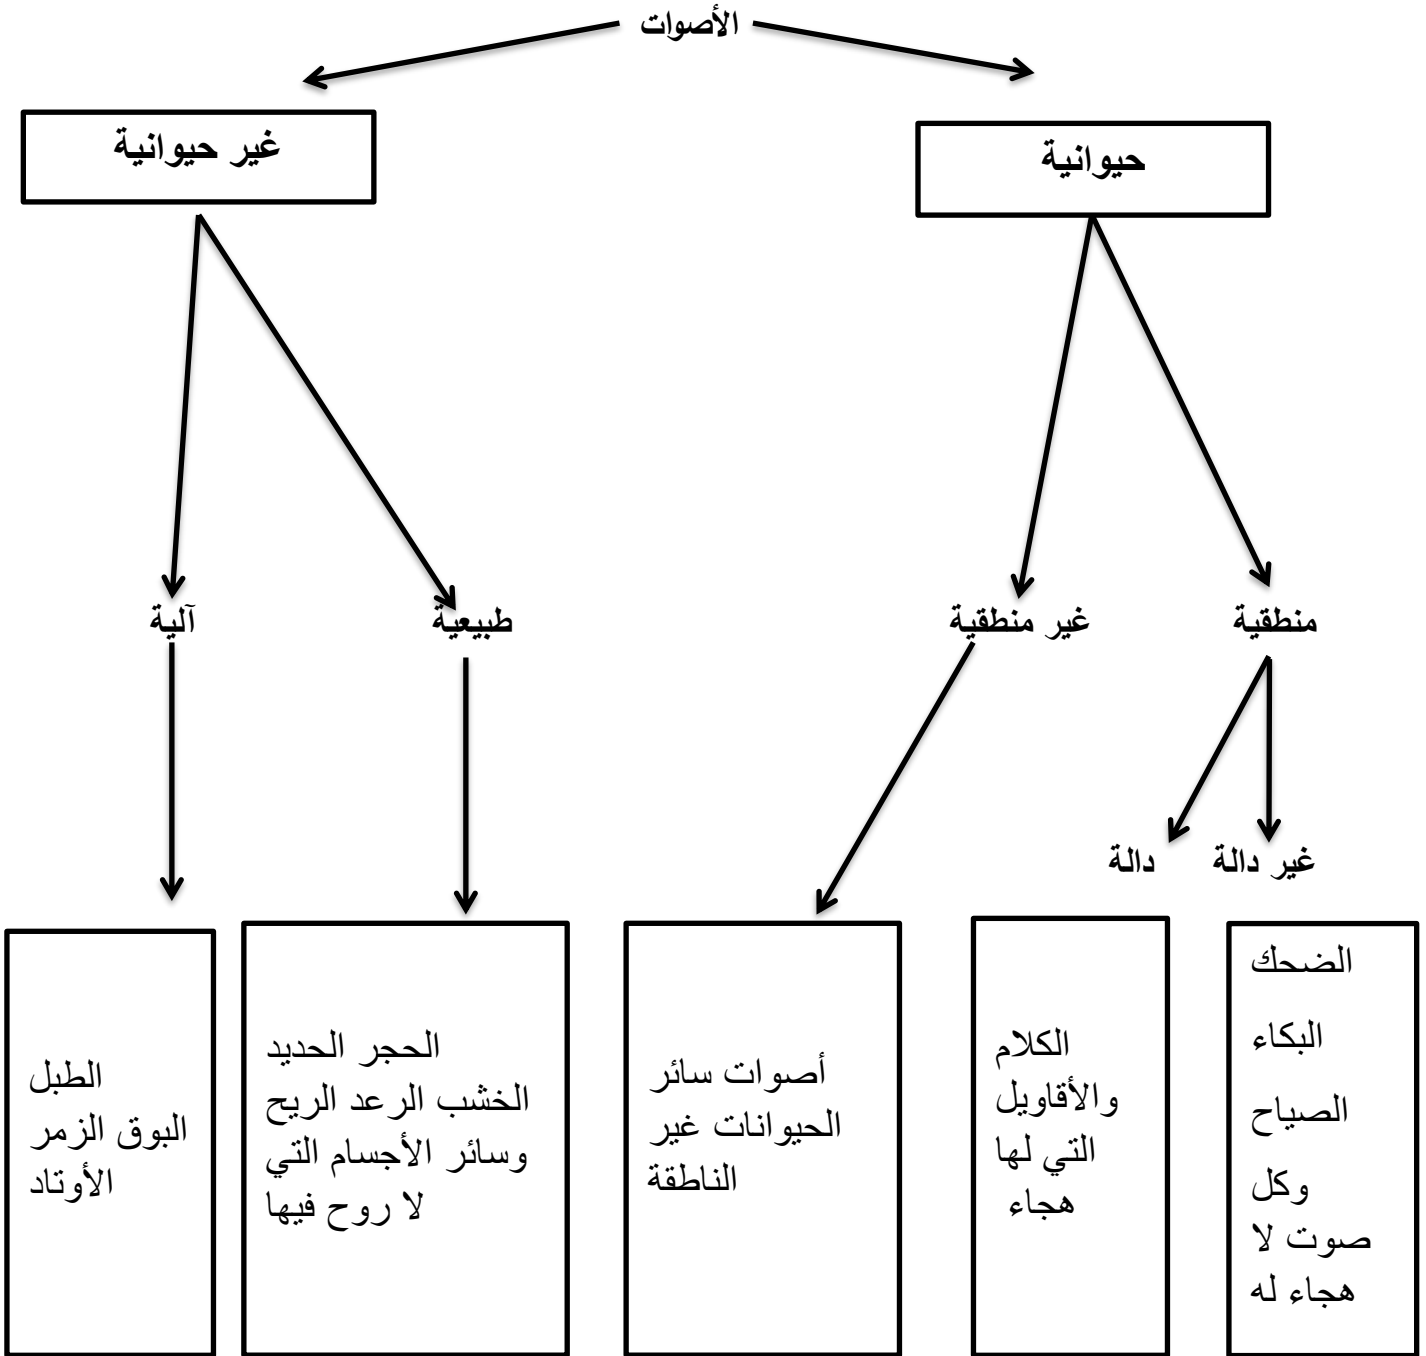 الأصوات
حيوانية
غير حيوانية
منطقية
غير منطقية
طبيعية
آلية
غير دالة
دالة
الضحك
البكاء
الصياح
وكل
صوت لا
هجاء له
الكلام
والأقاويل
التي لها
هجاء
أصوات سائر
الحيوانات غير
الناطقة
الحجر الحديد
الخشب الرعد الريح
وسائر الأجسام التي
لا روح فيها
الطبل
البوق الزمر
الأوتاد